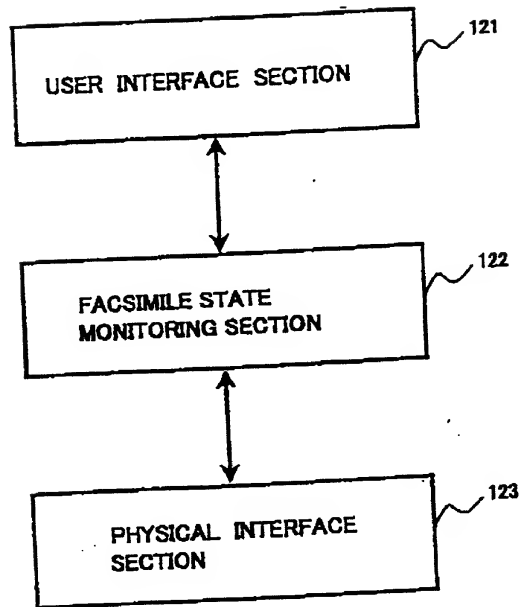 121
USER INTERFACE SECTION
122
FACSIMILE STATE
MONITORING SECTION
123
PHYSICAL INTERFACE
SECTION